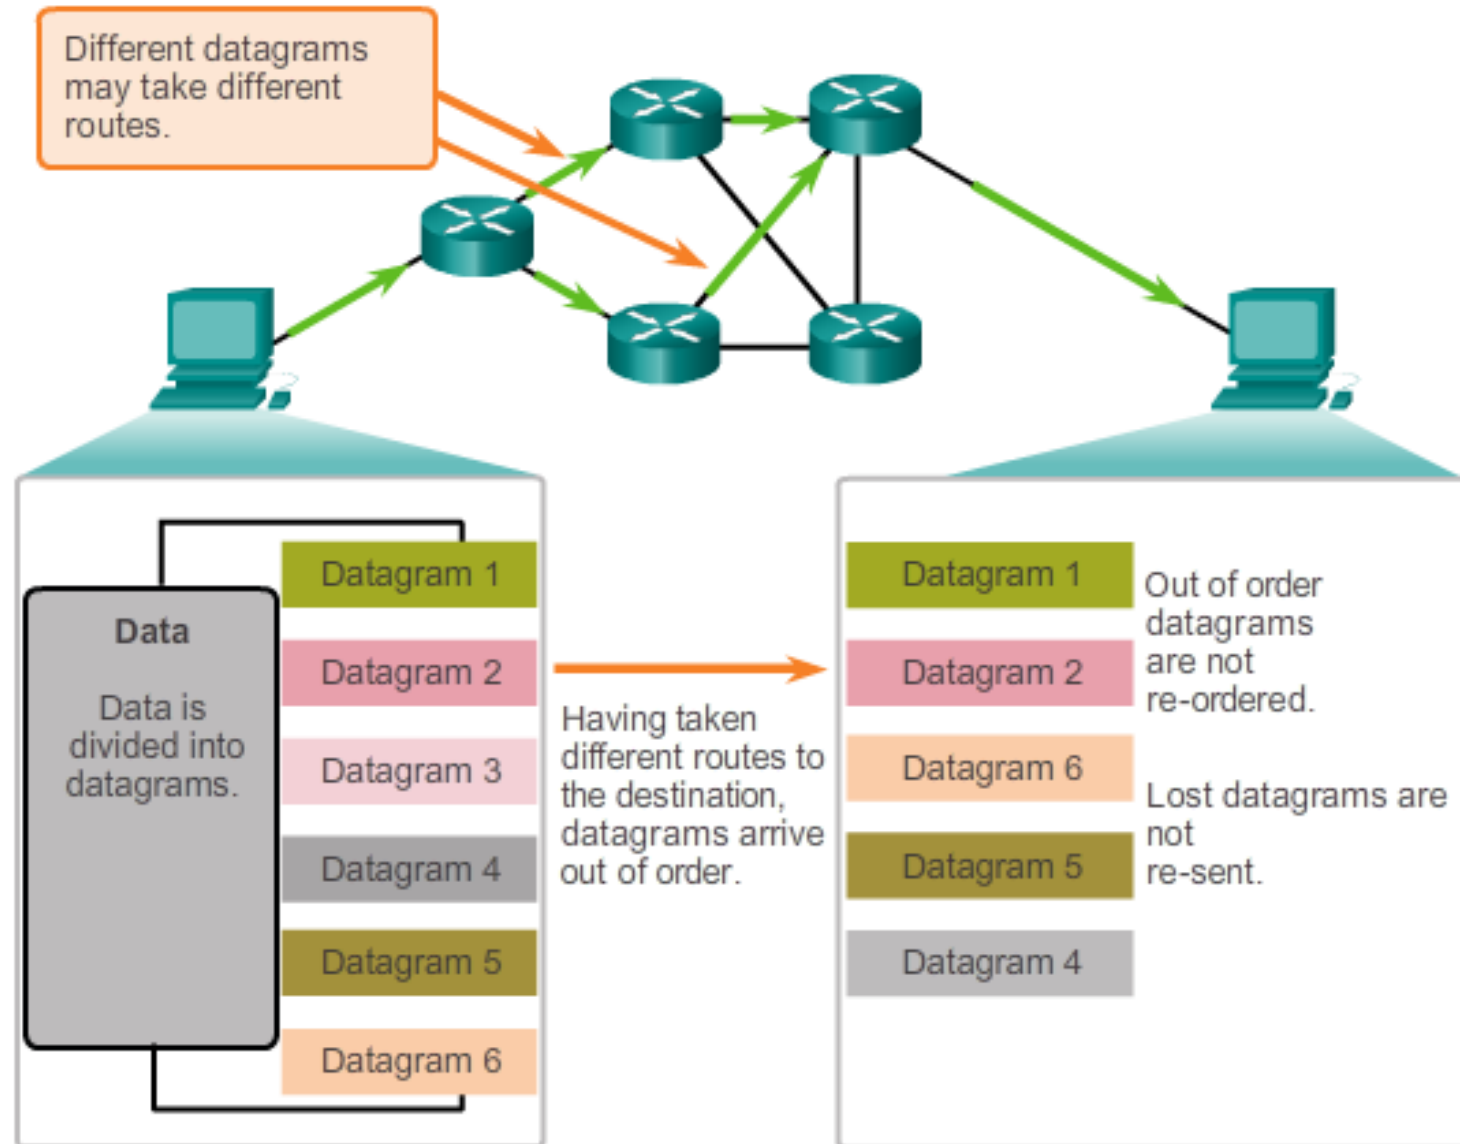 Different datagrams
may take different
routes.
Data
Data is
divided into
datagrams.
Datagram 1
Datagram 2
Datagram 3
Datagram 4
Datagram 5
Datagram 6
Having taken
different routes to
the destination,
datagrams arrive
out of order.
Datagram 1
Datagram 2
Datagram 6
Datagram 5
Datagram 4
Out of order
datagrams
are not
re-ordered.
Lost datagrams are
not
re-sent.